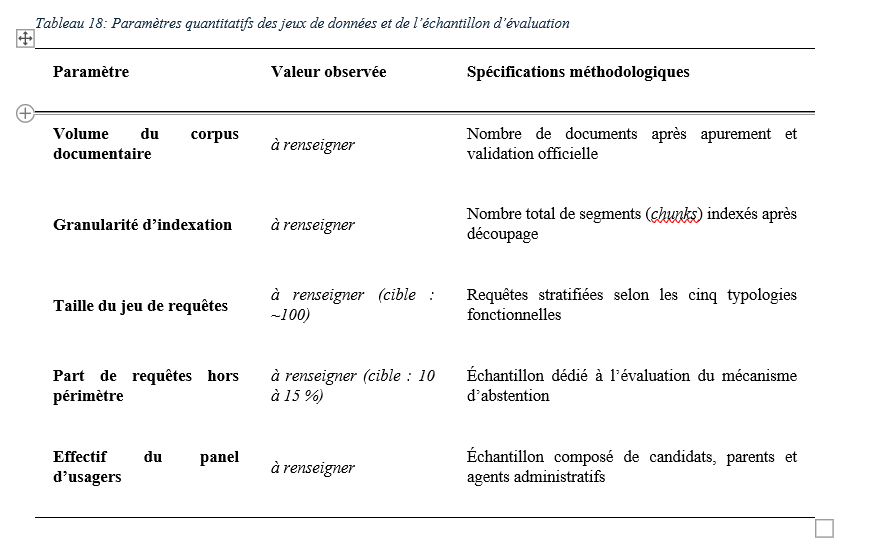 Tableau 18: Paramètres quantitatifs des jeux de données et de l'échantillon d'évaluation
Paramètre Valeur observée Spécifications méthodologiques
Volume du corpus
documentaire
à renseigner
Nombre de documents après apurement et
validation officielle
Granularité d'indexation
à renseigner
Nombre total de segments (chunks) indexés après
découpage
Taille du jeu de requêtes
à renseigner (cible :
~100)
Requêtes stratifiées selon les cinq typologies
fonctionnelles
Part de requêtes hors
périmètre
à renseigner (cible : 10
à 15 %)
Échantillon dédié à l'évaluation du mécanisme
d'abstention
Effectif du panel
d'usagers
à renseigner
Échantillon composé de candidats, parents et
agents administratifs